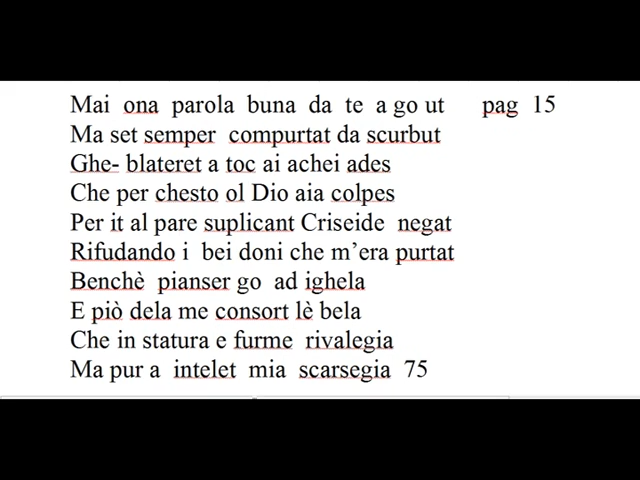 Mai ona parola buna da te a go ut pag 15
Ma set semper compurtat da scurbut
Ghe- blateret a toc ai achei ades
Che per chesto ol Dio aia colpes
Per it al pare suplicant Criseide negat
Rifudando i bei doni che m'era purtat
Benchè pianser go ad ighela
E piò dela me consort lè bela
Che in statura e furme rivalegia
Ma pur a intelet mia scarsegia 75